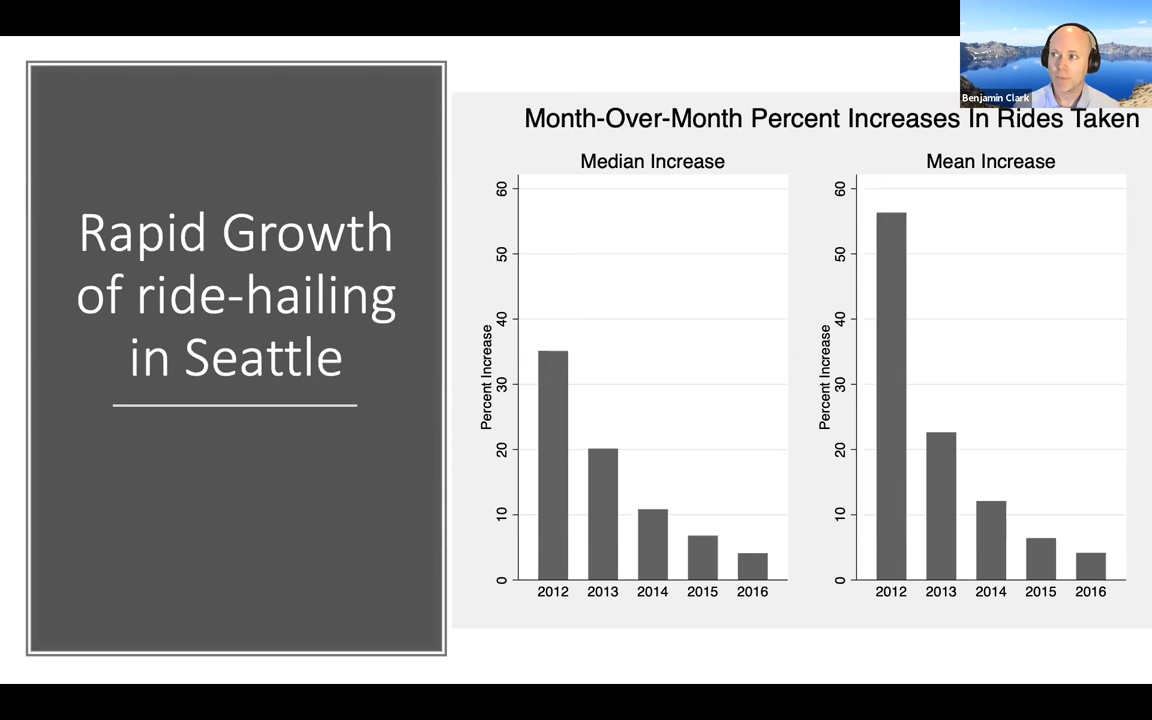 Benjamin Clark
Rapid Growth
of ride-hailing
in Seattle
Month-Over-Month Percent Increases In Rides Taken
Median Increase
Percent Increase
60
50
40
30
20
10
0
2012 2013 2014 2015 2016
Mean Increase
Percent Increase
60
50
40
30
20
10
0
2012 2013 2014 2015 2016